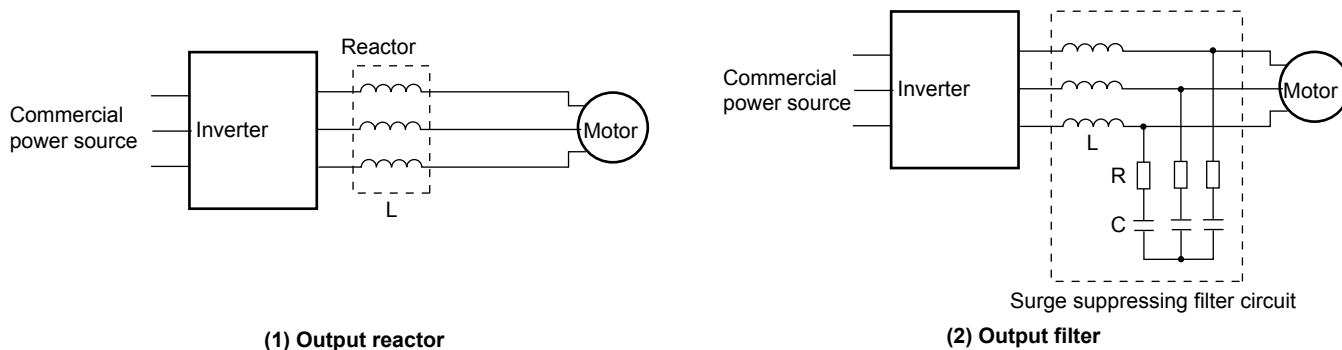 Reactor
Commercial
power source
Inverter
Motor
L
(1) Output reactor
Commercial
power source
Inverter
Motor
L
R
C
Surge suppressing filter circuit
(2) Output filter